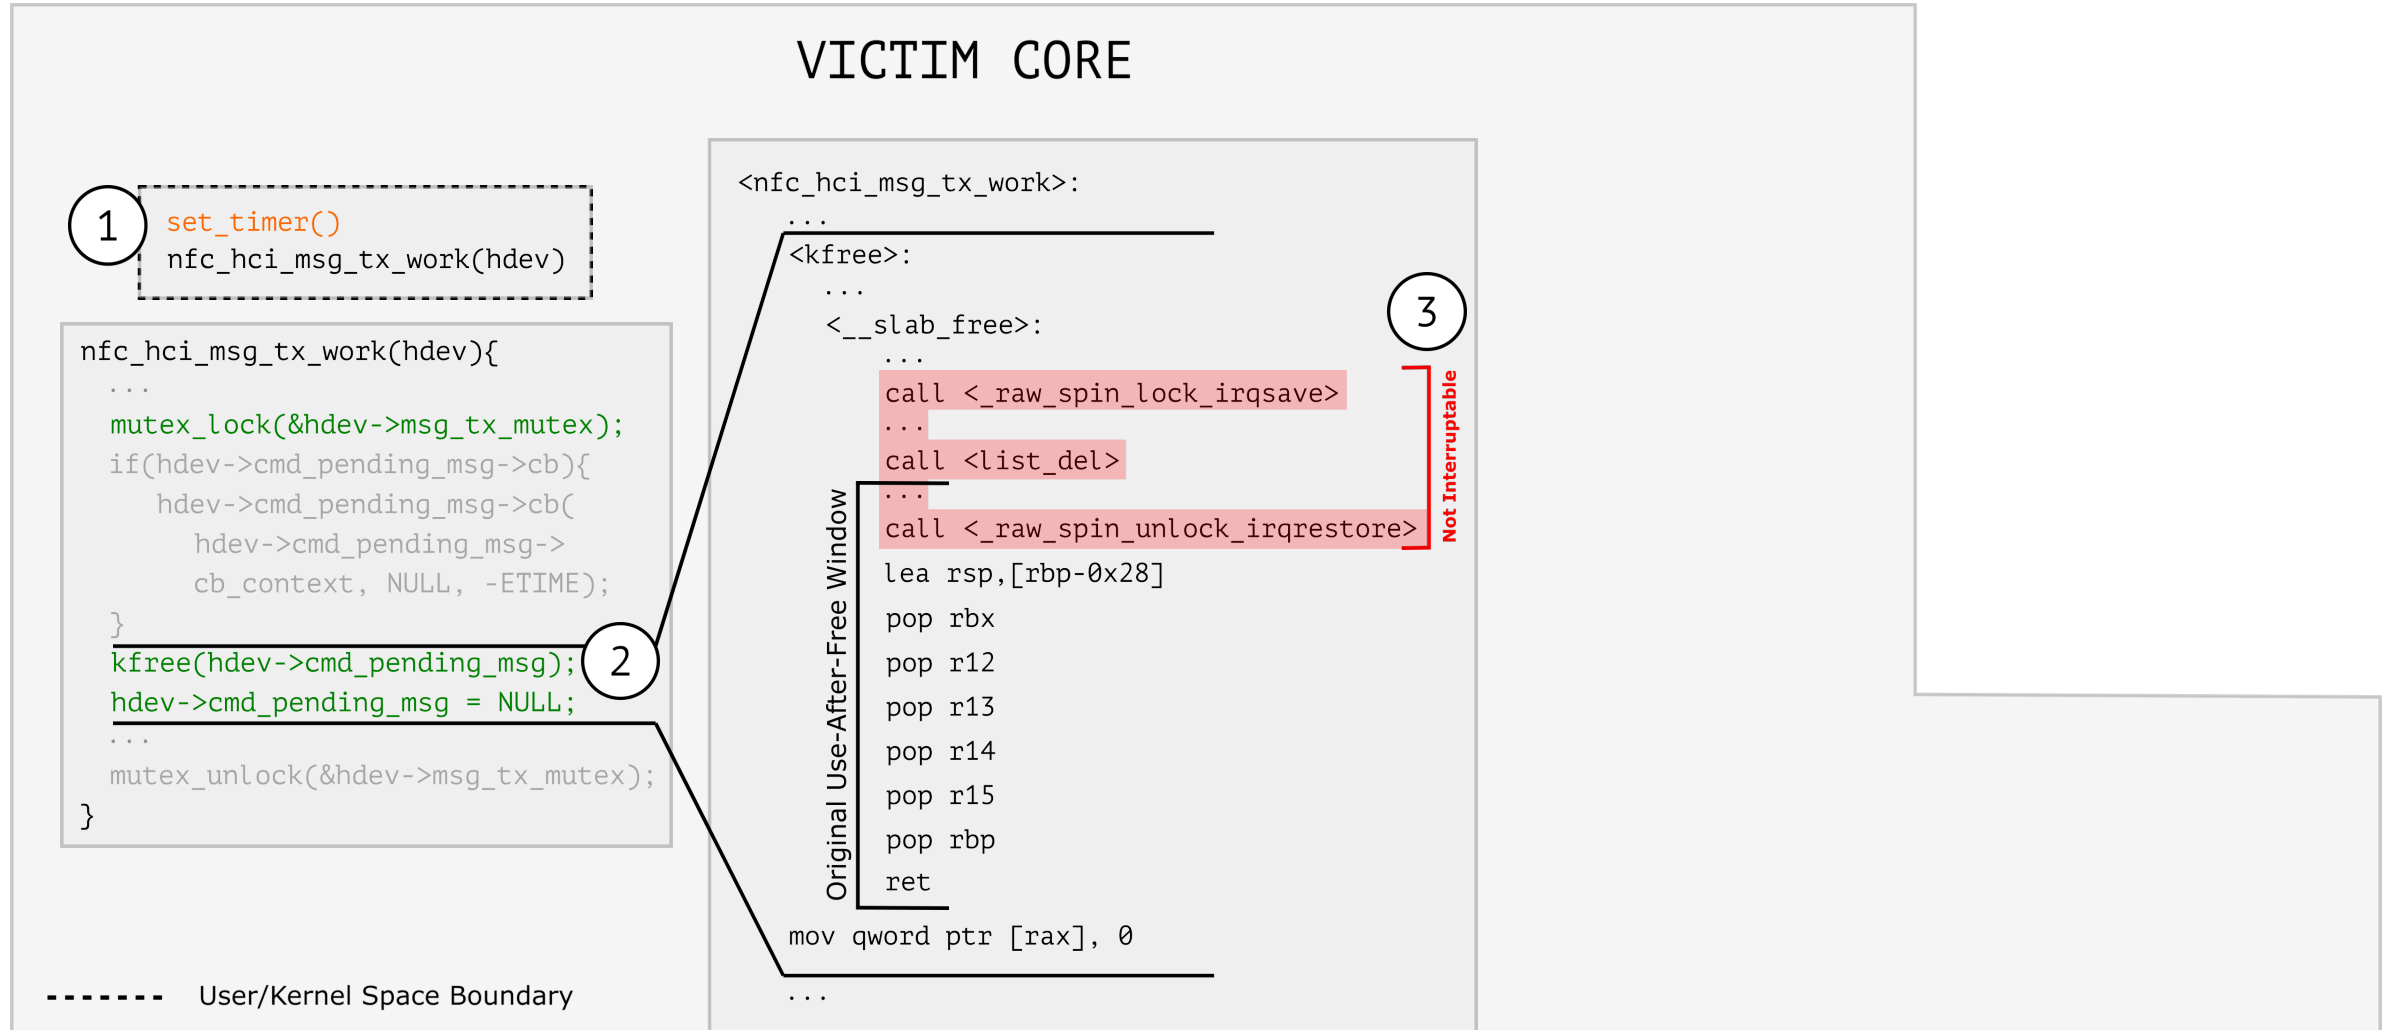 VICTIM CORE
1
set_timer()
nfc_hci_msg_tx_work(hdev)
nfc_hci_msg_tx_work(hdev){
...
mutex_lock(&hdev->msg_tx_mutex);
if(hdev->cmd_pending_msg->cb){
hdev->cmd_pending_msg->cb(
hdev->cmd_pending_msg->
cb_context, NULL, -ETIME);
}
kfree(hdev->cmd_pending_msg);
2
hdev->cmd_pending_msg = NULL;
...
mutex_unlock(&hdev->msg_tx_mutex);
}
User/Kernel Space Boundary
<nfc_hci_msg_tx_work>:
...
<kfree>:
...
<__slab_free>:
...
3
call <_raw_spin_lock_irqsave>
...
call <list_del>
...
call <_raw_spin_unlock_irqrestore>
Not Interruptable
Original Use-After-Free Window
lea rsp,[rbp-0x28]
pop rbx
pop r12
pop r13
pop r14
pop r15
pop rbp
ret
mov qword ptr [rax], 0
...